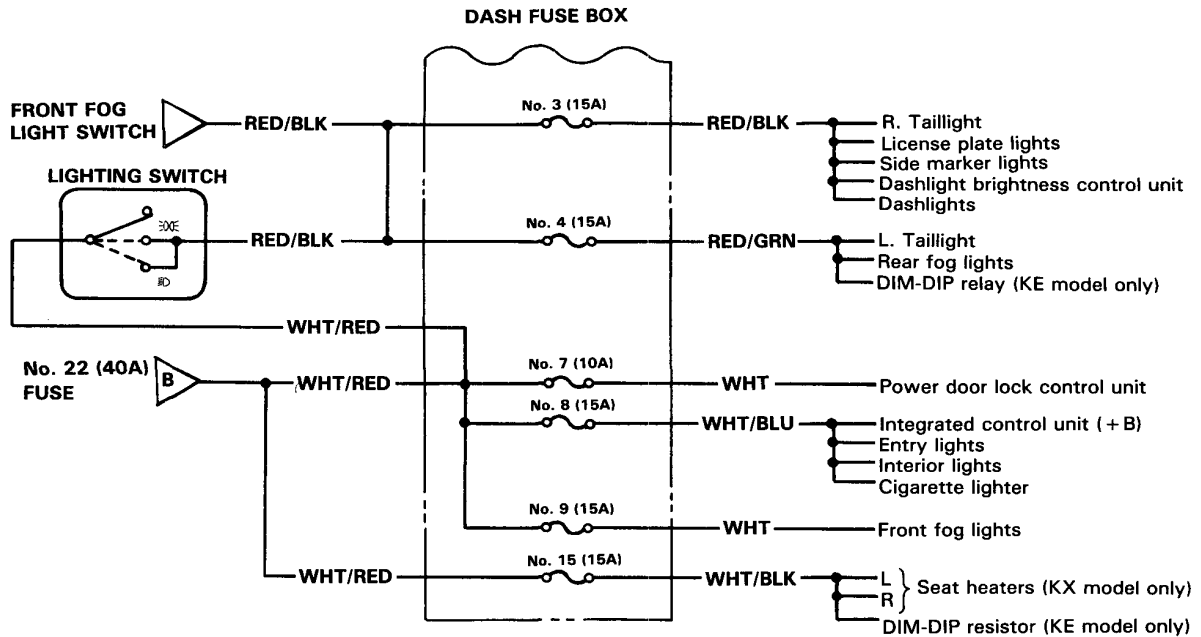 DASH FUSE BOX
FRONT FOG
LIGHT SWITCH
RED/BLK
No. 3 (15A)
RED/BLK
R. Taillight
License plate lights
Side marker lights
Dashlight brightness control unit
Dashlights
LIGHTING SWITCH
RED/BLK
No. 4 (15A)
RED/GRN
L. Taillight
Rear fog lights
DIM-DIP relay (KE model only)
WHT/RED
No. 22 (40A)
FUSE
B
WHT/RED
No. 7 (10A)
WHT
Power door lock control unit
No. 8 (15A)
WHT/BLU
Integrated control unit (+B)
Entry lights
Interior lights
Cigarette lighter
No. 9 (15A)
WHT
Front fog lights
WHT/RED
No. 15 (15A)
WHT/BLK
L
R
Seat heaters (KX model only)
DIM-DIP resistor (KE model only)